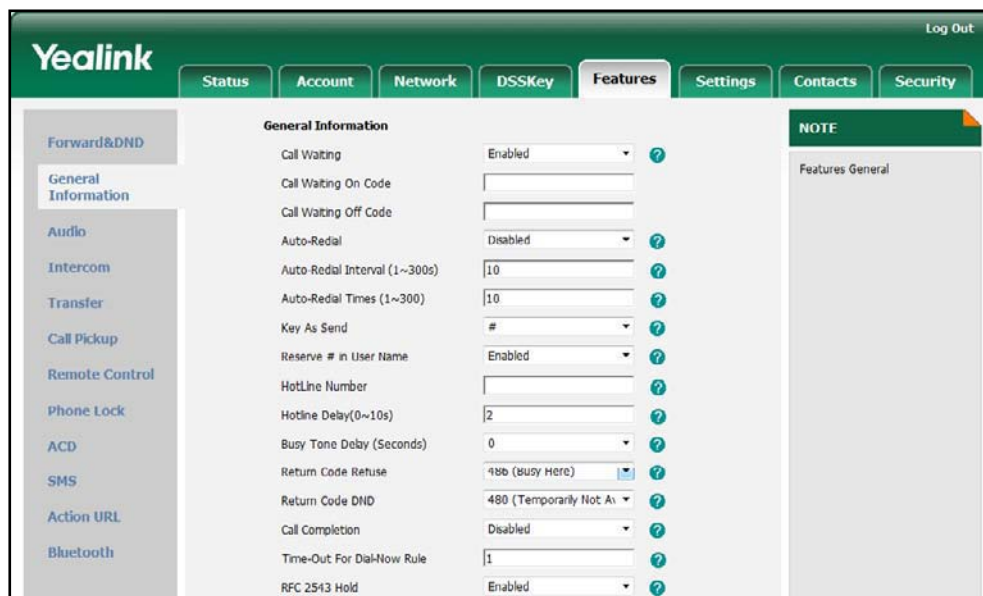 Log Out
Yealink
Status Account Network DSSKey Features Settings Contacts Security
Forward&DND
General
Information
Audio
Intercom
Transfer
Call Pickup
Remote Control
Phone Lock
ACD
SMS
Action URL
Bluetooth
General Information
Call Waiting Enabled ?
Call Waiting On Code
Call Waiting Off Code
Auto-Redial Disabled ?
Auto-Redial Interval (1~300s) 10 ?
Auto-Redial Times (1~300) 10 ?
Key As Send # ?
Reserve # in User Name Enabled ?
HotLine Number ?
Hotline Delay(0~10s) 2 ?
Busy Tone Delay (Seconds) 0 ?
Return Code Refuse 486 (Busy Here) ?
Return Code DND 480 (Temporarily Not Av ?
Call Completion Disabled ?
Time-Out For Dial-Now Rule 1 ?
RFC 2543 Hold Enabled ?
NOTE
Features General